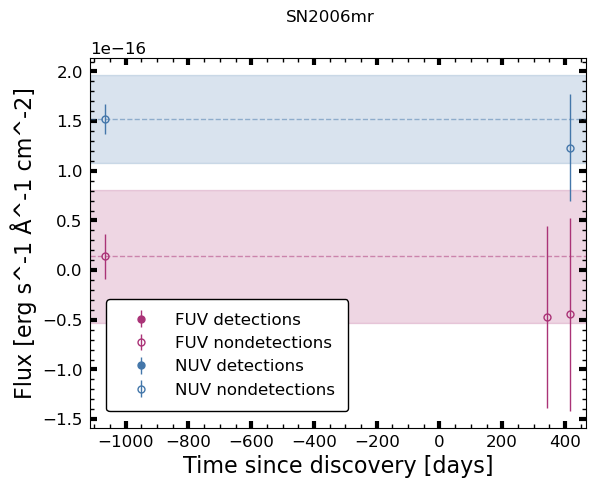 SN2006mr
1e−16
2.0
1.5
1.0
0.5
0.0
−0.5
−1.0
−1.5
Flux [erg s^-1 Å^-1 cm^-2]
FUV detections
FUV nondetections
NUV detections
NUV nondetections
−1000 −800 −600 −400 −200 0 200 400
Time since discovery [days]